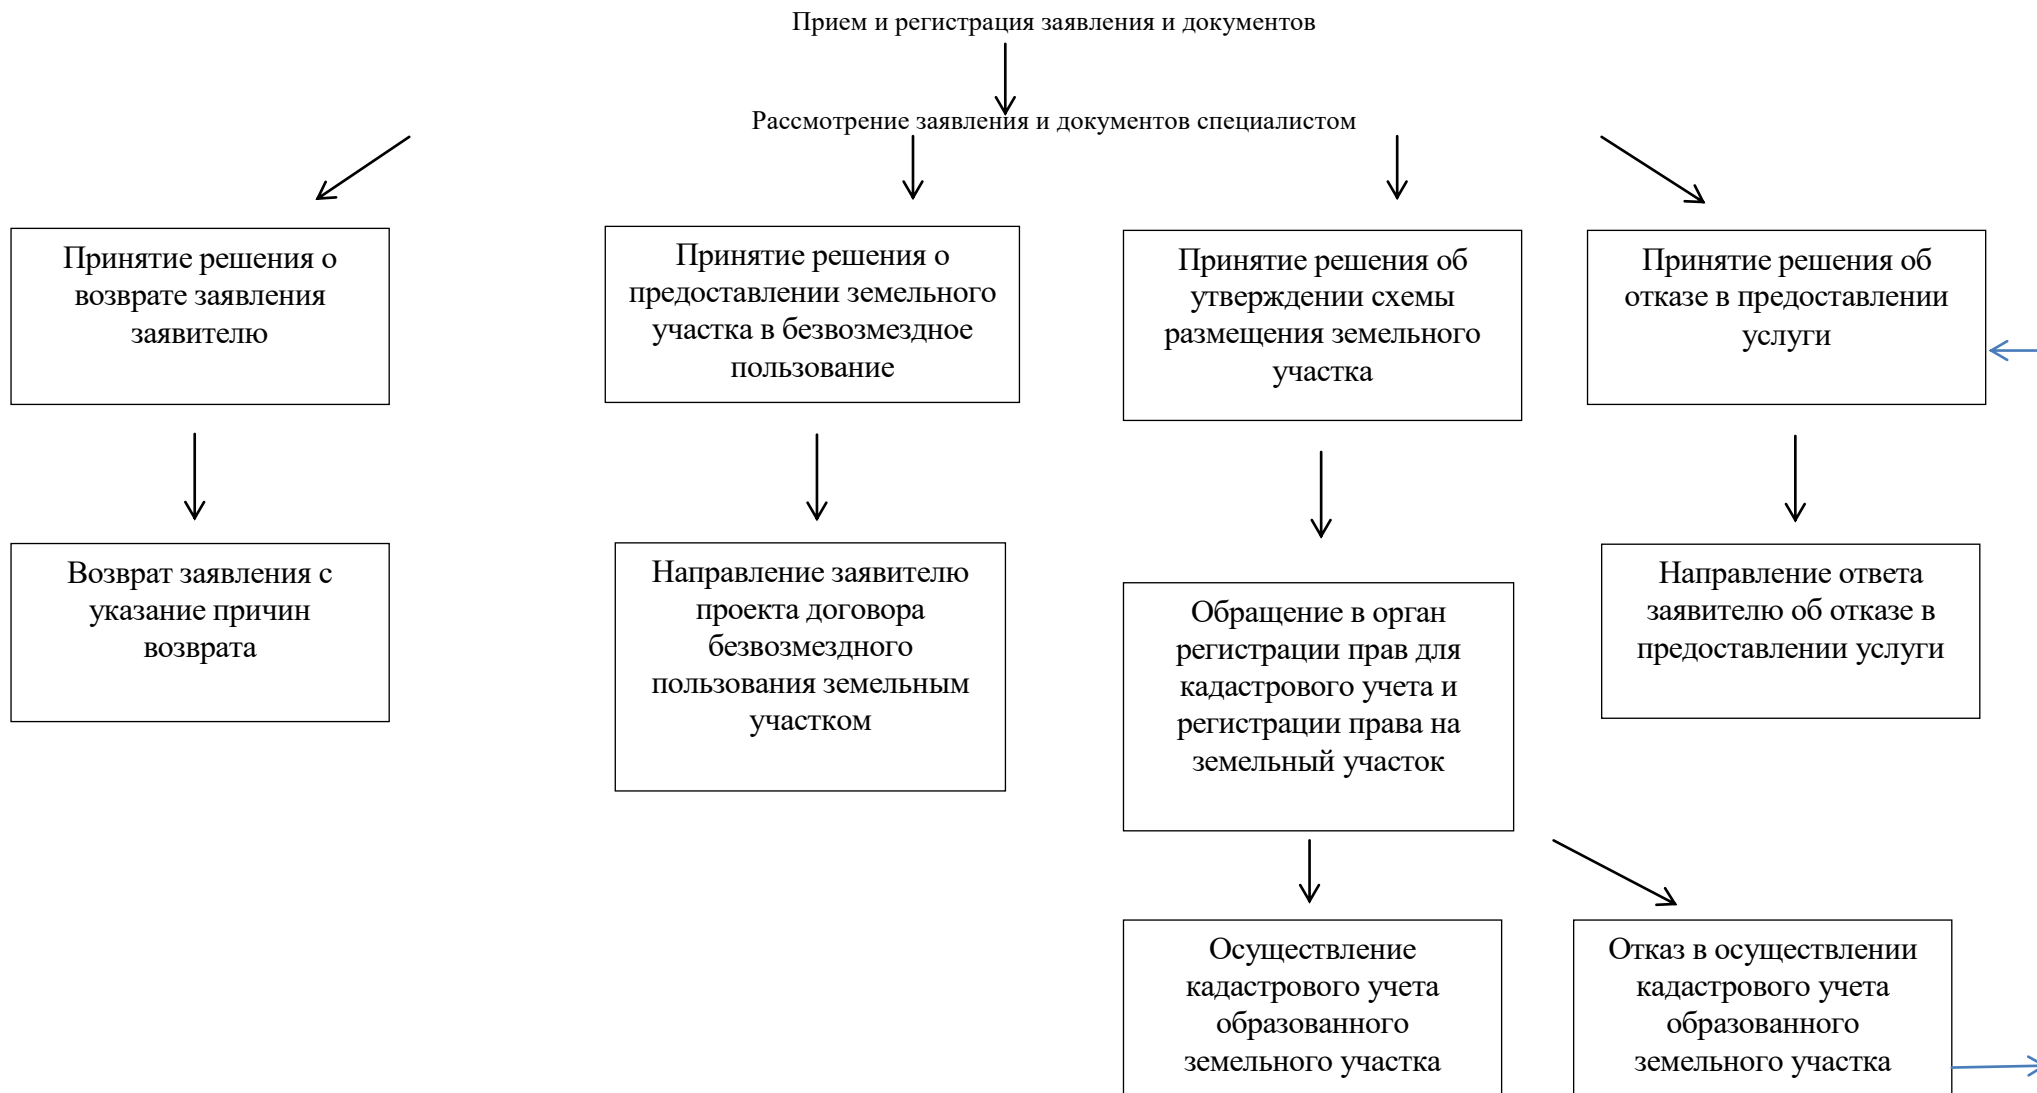 Прием и регистрация заявления и документов
Рассмотрение заявления и документов специалистом
Принятие решения о
возврате заявления
заявителю
Принятие решения о
предоставлении земельного
участка в безвозмездное
пользование
Принятие решения об
утверждении схемы
размещения земельного
участка
Принятие решения об
отказе в предоставлении
услуги
Возврат заявления с
указание причин
возврата
Направление заявителю
проекта договора
безвозмездного
пользования земельным
участком
Обращение в орган
регистрации прав для
кадастрового учета и
регистрации права на
земельный участок
Направление ответа
заявителю об отказе в
предоставлении услуги
Осуществление
кадастрового учета
образованного
земельного участка
Отказ в осуществлении
кадастрового учета
образованного
земельного участка